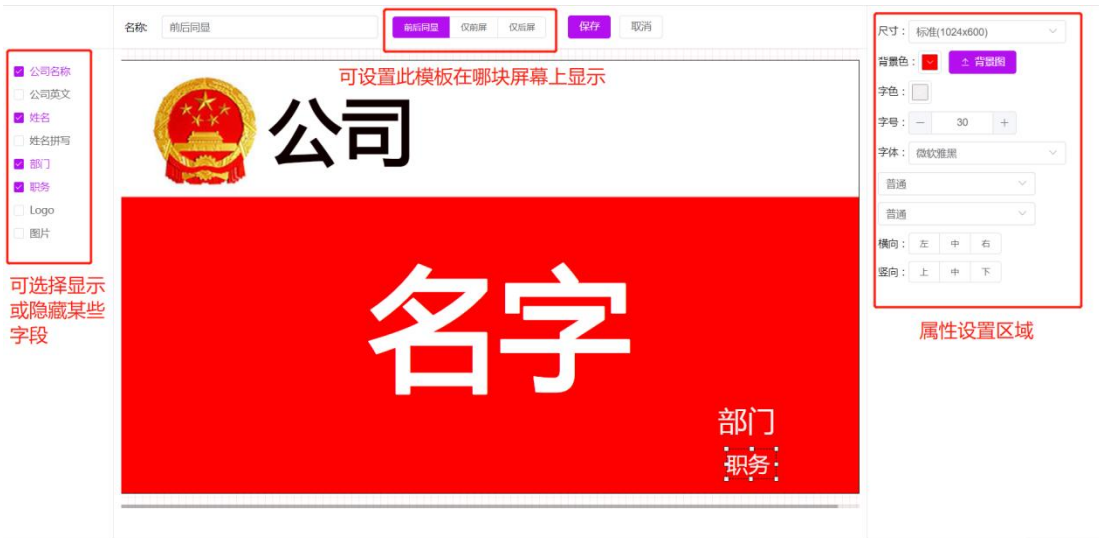 名称: 前后同显 前后同显 仅前屏 仅后屏 保存 取消
可设置此模板在哪块屏幕上显示
公司名称
公司英文
姓名
姓名拼写
部门
职务
Logo
图片
可选择显示
或隐藏某些
字段
公司
名字
部门
职务
尺寸: 标准(1024x600)
背景色: 背景图
字色:
字号: － 30 +
字体: 微软雅黑
普通
普通
横向: 左 中 右
竖向: 上 中 下
属性设置区域